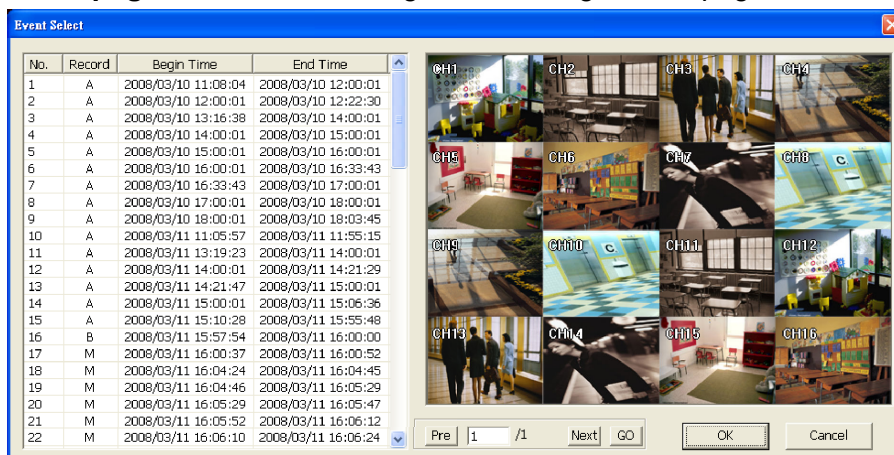 Event Select
No. Record Begin Time End Time
1 A 2008/03/10 11:08:04 2008/03/10 12:00:01
2 A 2008/03/10 12:00:01 2008/03/10 12:22:30
3 A 2008/03/10 13:16:38 2008/03/10 14:00:01
4 A 2008/03/10 14:00:01 2008/03/10 15:00:01
5 A 2008/03/10 15:00:01 2008/03/10 16:00:01
6 A 2008/03/10 16:00:01 2008/03/10 16:33:43
7 A 2008/03/10 16:33:43 2008/03/10 17:00:01
8 A 2008/03/10 17:00:01 2008/03/10 18:00:01
9 A 2008/03/10 18:00:01 2008/03/10 18:03:45
10 A 2008/03/11 11:05:57 2008/03/11 11:55:15
11 A 2008/03/11 13:19:23 2008/03/11 14:00:01
12 A 2008/03/11 14:00:01 2008/03/11 14:21:29
13 A 2008/03/11 14:21:47 2008/03/11 15:00:01
14 A 2008/03/11 15:00:01 2008/03/11 15:06:36
15 A 2008/03/11 15:10:28 2008/03/11 15:55:48
16 B 2008/03/11 15:57:54 2008/03/11 16:00:00
17 M 2008/03/11 16:00:37 2008/03/11 16:00:52
18 M 2008/03/11 16:04:24 2008/03/11 16:04:45
19 M 2008/03/11 16:04:46 2008/03/11 16:05:29
20 M 2008/03/11 16:05:29 2008/03/11 16:05:47
21 M 2008/03/11 16:05:52 2008/03/11 16:06:12
22 M 2008/03/11 16:06:10 2008/03/11 16:06:24
CH1 CH2 CH3 CH4
CH5 CH6 CH7 CH8
CH9 CH10 CH11 CH12
CH13 CH14 CH15 CH16
Pre 1 /1 Next GO OK Cancel